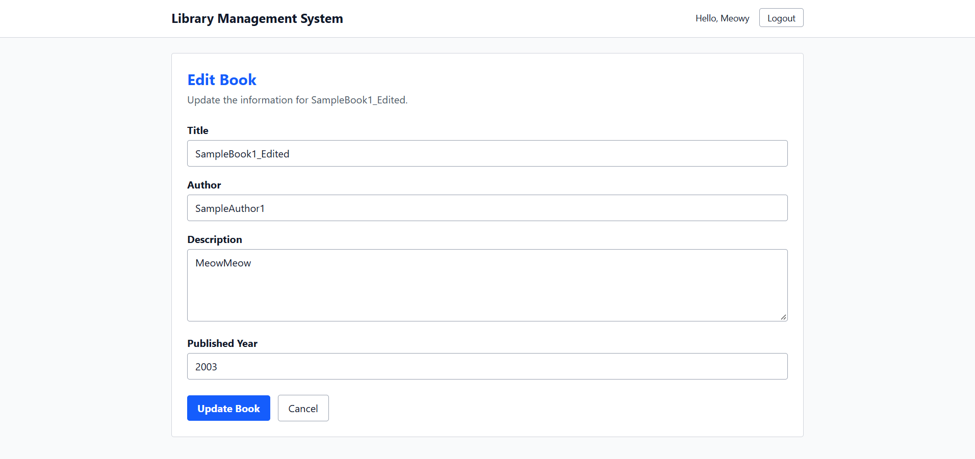 Library Management System
Hello, Meowy
Logout
Edit Book
Update the information for SampleBook1_Edited.
Title
SampleBook1_Edited
Author
SampleAuthor1
Description
MeowMeow
Published Year
2003
Update Book
Cancel